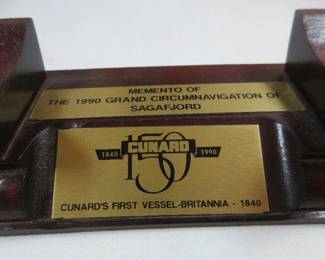 MEMENTO OF
THE 1990 GRAND CIRCUMNAVIGATION OF
SAGAFJORD
150
1840 CUNARD 1990
CUNARD'S FIRST VESSEL-BRITANNIA - 1840